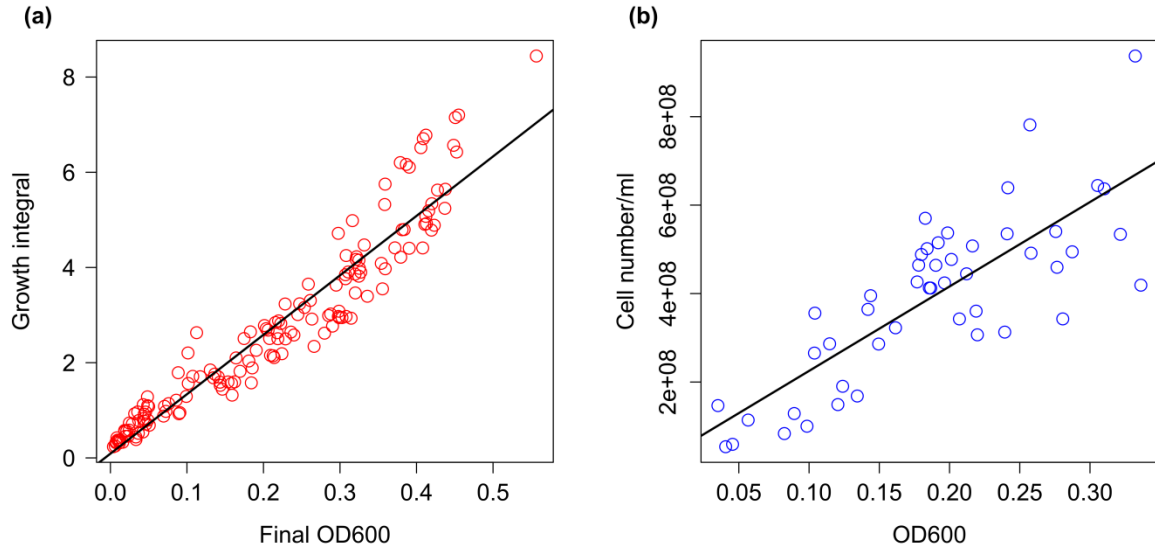 (a)
Growth integral
8
6
4
2
0
0.0 0.1 0.2 0.3 0.4 0.5
Final OD600
(b)
Cell number/ml
8e+08
6e+08
4e+08
2e+08
0.05 0.10 0.15 0.20 0.25 0.30
OD600